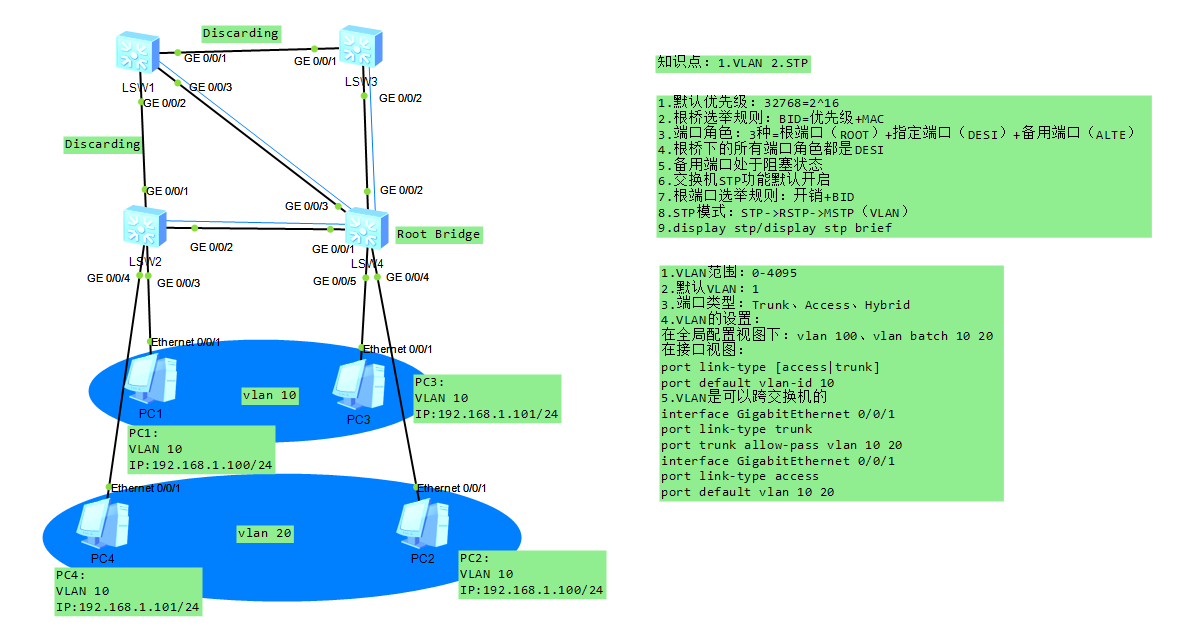 Discarding
GE 0/0/1
GE 0/0/1
LSW1
LSW3
GE 0/0/3
GE 0/0/2
GE 0/0/2
Discarding
GE 0/0/1
GE 0/0/2
GE 0/0/3
GE 0/0/2
GE 0/0/1
Root Bridge
LSW2
LSW4
GE 0/0/4
GE 0/0/3
GE 0/0/5
GE 0/0/4
Ethernet 0/0/1
Ethernet 0/0/1
vlan 10
PC1
PC3
PC3:
VLAN 10
IP:192.168.1.101/24
PC1:
VLAN 10
IP:192.168.1.100/24
Ethernet 0/0/1
Ethernet 0/0/1
vlan 20
PC4
PC2
PC2:
VLAN 10
IP:192.168.1.100/24
PC4:
VLAN 10
IP:192.168.1.101/24
知识点：1.VLAN 2.STP
1.默认优先级：32768=2^16
2.根桥选举规则：BID=优先级+MAC
3.端口角色：3种=根端口（ROOT）+指定端口（DESI）+备用端口（ALTE）
4.根桥下的所有端口角色都是DESI
5.备用端口处于阻塞状态
6.交换机STP功能默认开启
7.根端口选举规则：开销+BID
8.STP模式：STP->RSTP->MSTP（VLAN）
9.display stp/display stp brief
1.VLAN范围：0-4095
2.默认VLAN：1
3.端口类型：Trunk、Access、Hybrid
4.VLAN的设置：
在全局配置视图下：vlan 100、vlan batch 10 20
在接口视图：
port link-type [access|trunk]
port default vlan-id 10
5.VLAN是可以跨交换机的
interface GigabitEthernet 0/0/1
port link-type trunk
port trunk allow-pass vlan 10 20
interface GigabitEthernet 0/0/1
port link-type access
port default vlan 10 20